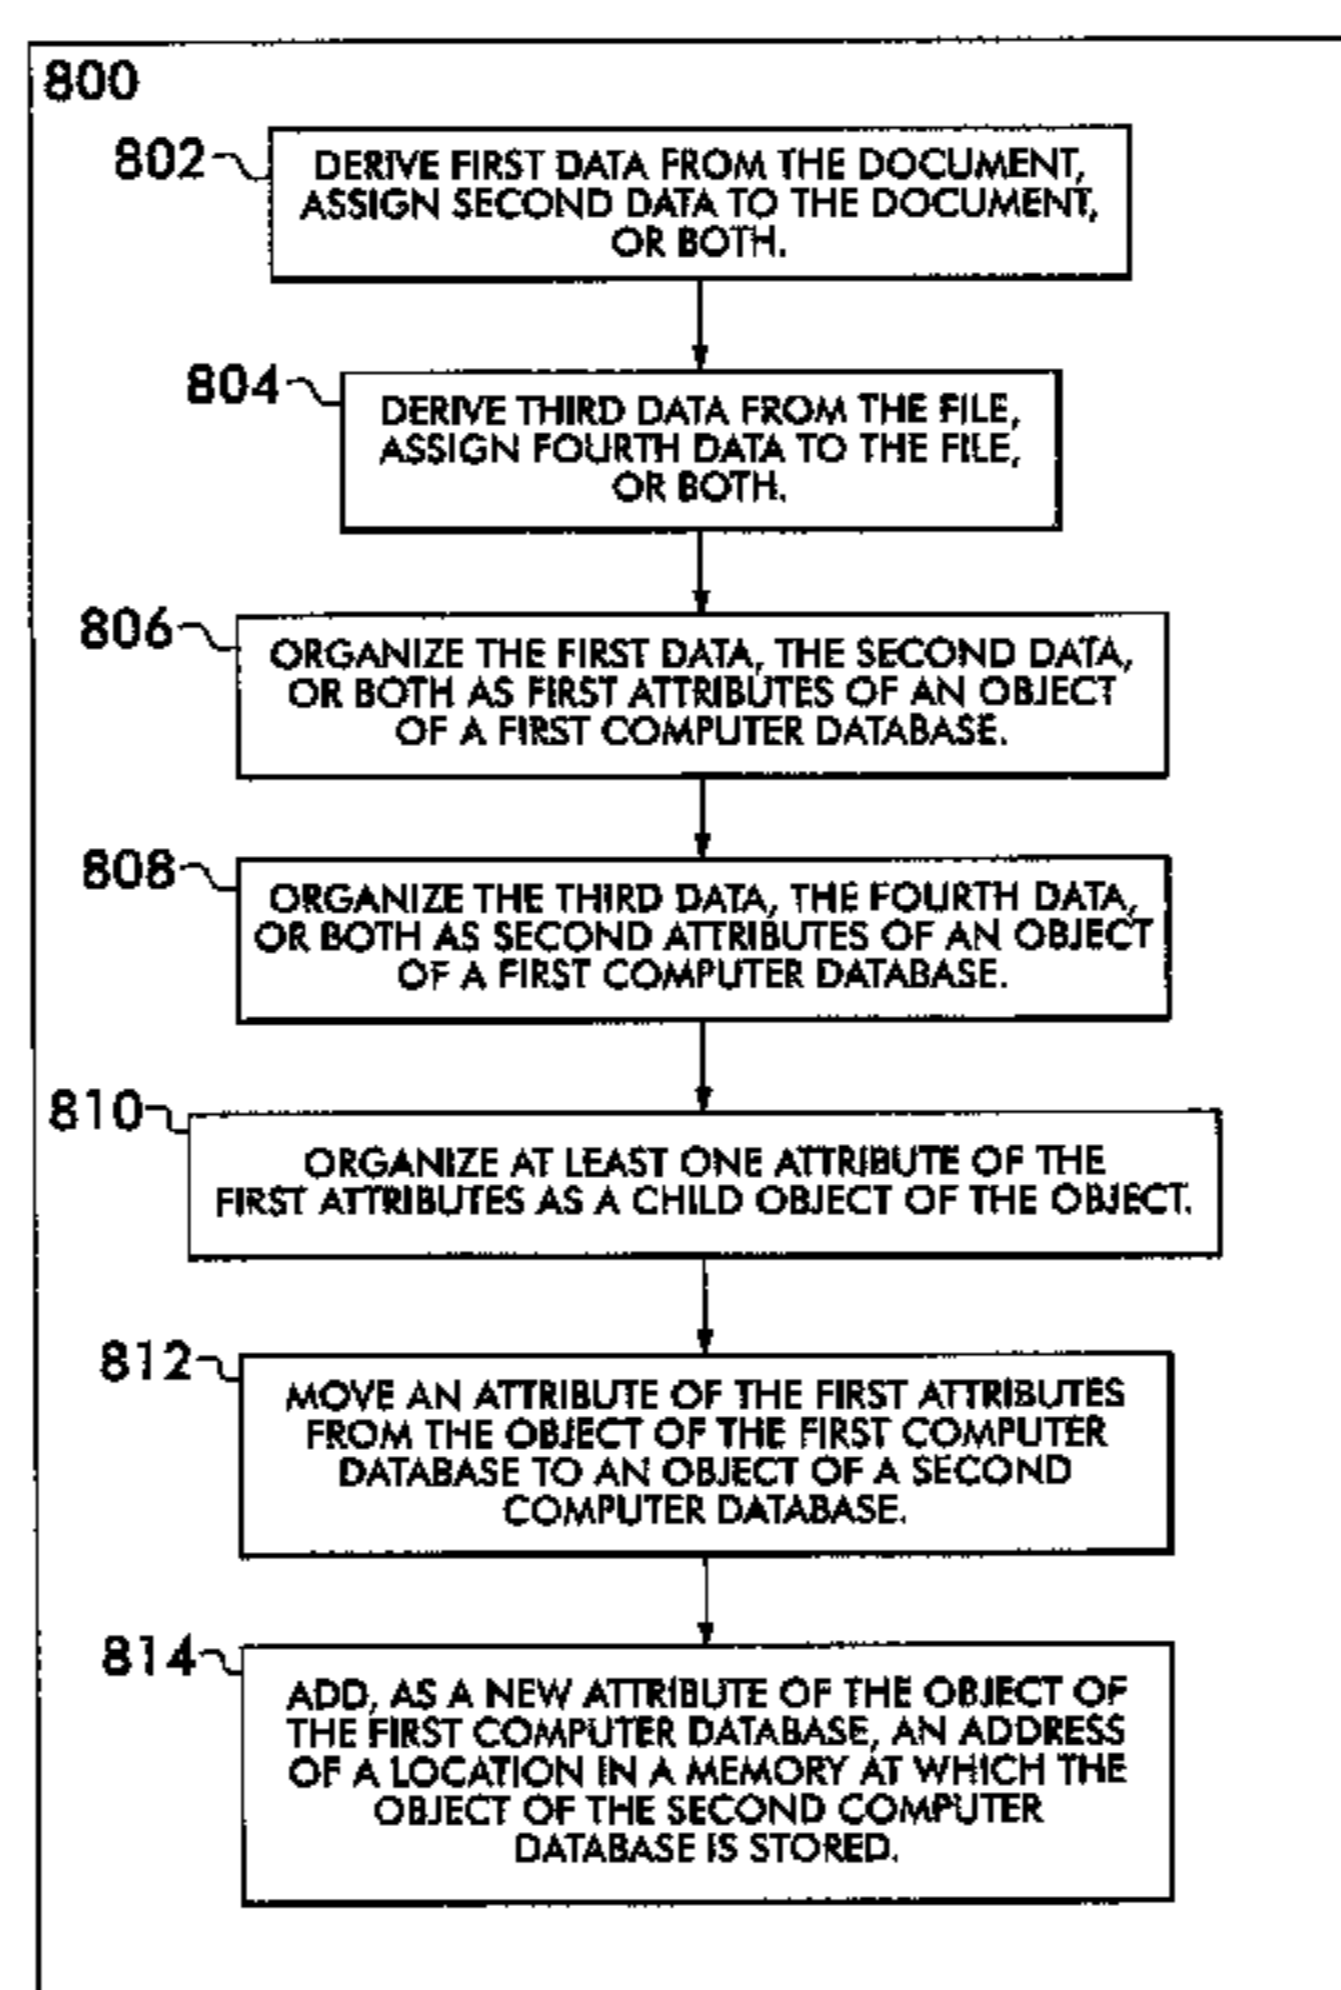 800
802
DERIVE FIRST DATA FROM THE DOCUMENT,
ASSIGN SECOND DATA TO THE DOCUMENT,
OR BOTH.
804
DERIVE THIRD DATA FROM THE FILE,
ASSIGN FOURTH DATA TO THE FILE,
OR BOTH.
806
ORGANIZE THE FIRST DATA, THE SECOND DATA,
OR BOTH AS FIRST ATTRIBUTES OF AN OBJECT
OF A FIRST COMPUTER DATABASE.
808
ORGANIZE THE THIRD DATA, THE FOURTH DATA,
OR BOTH AS SECOND ATTRIBUTES OF AN OBJECT
OF A FIRST COMPUTER DATABASE.
810
ORGANIZE AT LEAST ONE ATTRIBUTE OF THE
FIRST ATTRIBUTES AS A CHILD OBJECT OF THE OBJECT.
812
MOVE AN ATTRIBUTE OF THE FIRST ATTRIBUTES
FROM THE OBJECT OF THE FIRST COMPUTER
DATABASE TO AN OBJECT OF A SECOND
COMPUTER DATABASE.
814
ADD, AS A NEW ATTRIBUTE OF THE OBJECT OF
THE FIRST COMPUTER DATABASE, AN ADDRESS
OF A LOCATION IN A MEMORY AT WHICH THE
OBJECT OF THE SECOND COMPUTER
DATABASE IS STORED.